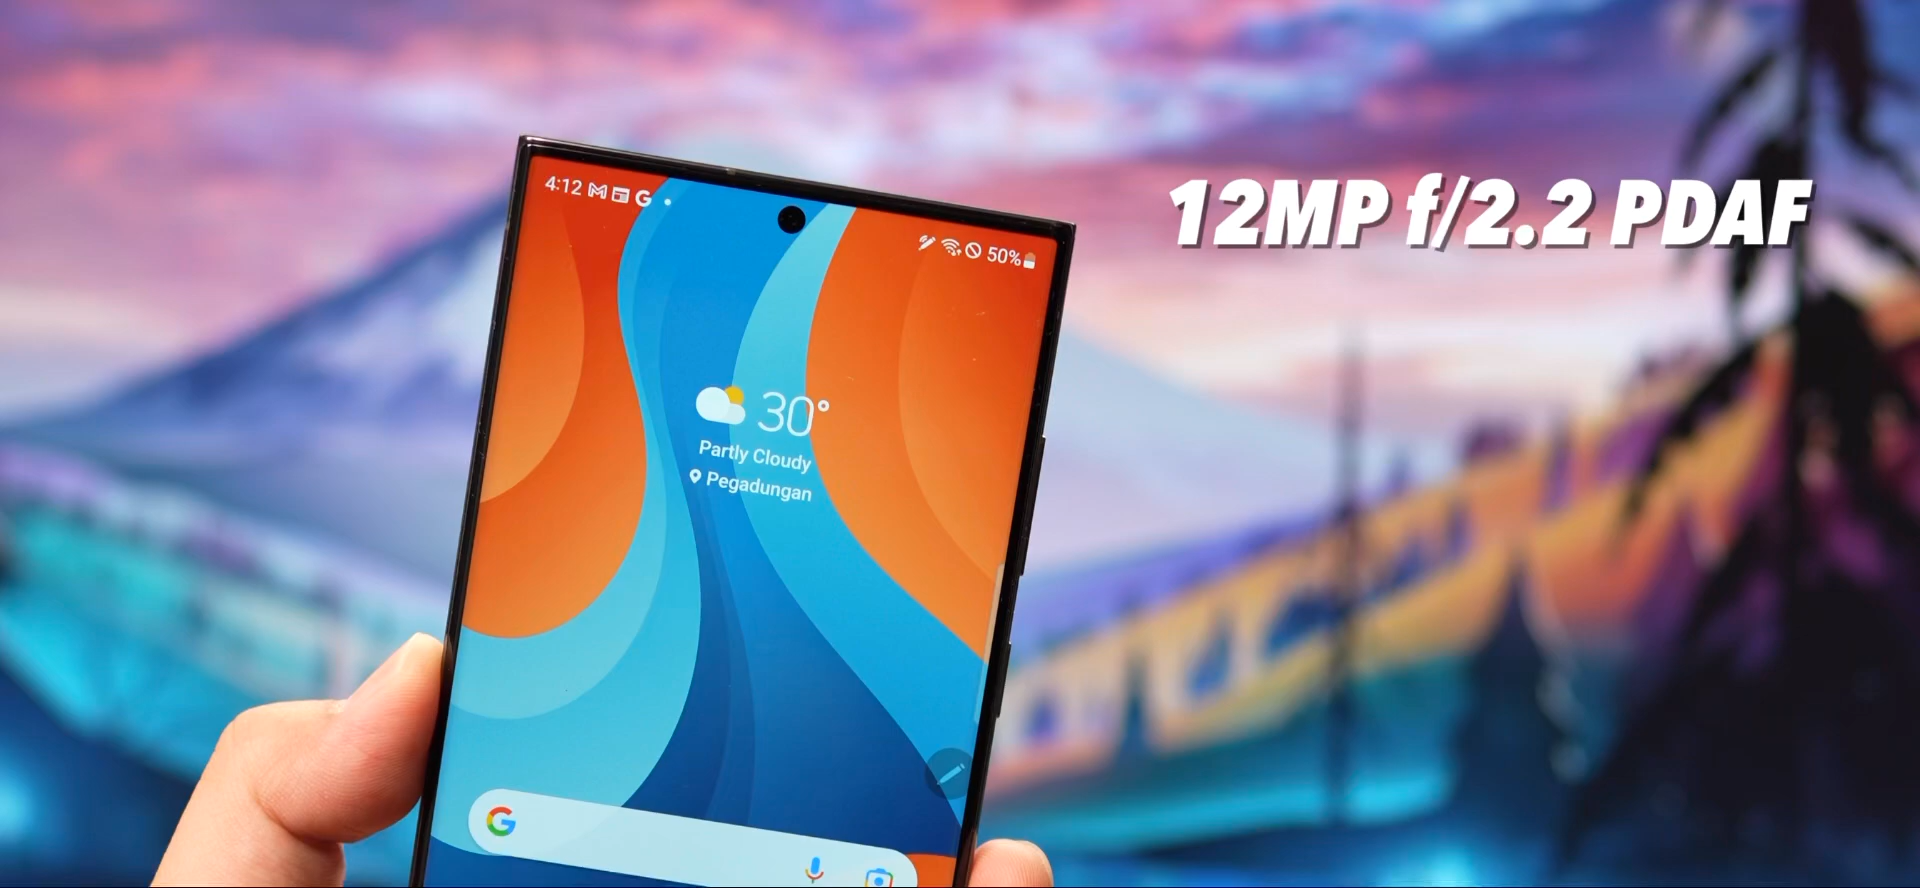 12MP f/2.2 PDAF
4:12 M G
50%
30°
Partly Cloudy
Pegadungan
G